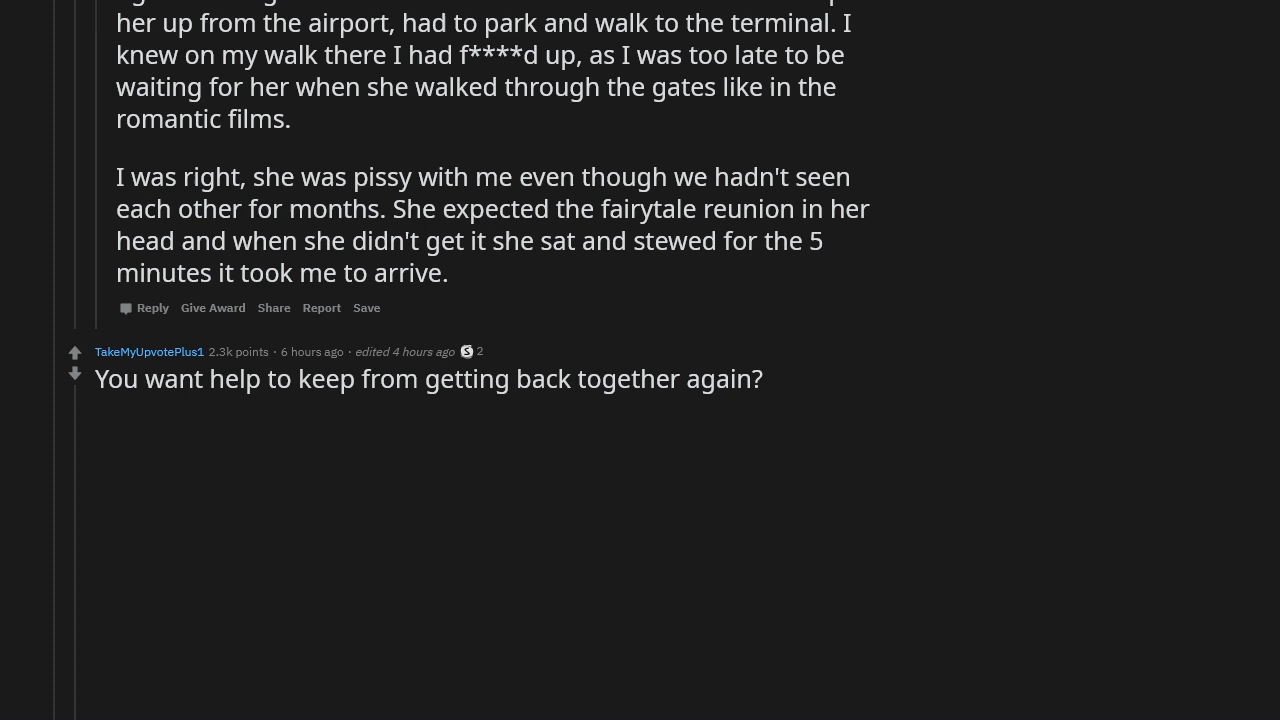 her up from the airport, had to park and walk to the terminal. I
knew on my walk there I had f****d up, as I was too late to be
waiting for her when she walked through the gates like in the
romantic films.
I was right, she was pissy with me even though we hadn't seen
each other for months. She expected the fairytale reunion in her
head and when she didn't get it she sat and stewed for the 5
minutes it took me to arrive.
Reply Give Award Share Report Save
TakeMyUpvotePlus1 2.3k points · 6 hours ago · edited 4 hours ago S 2
You want help to keep from getting back together again?